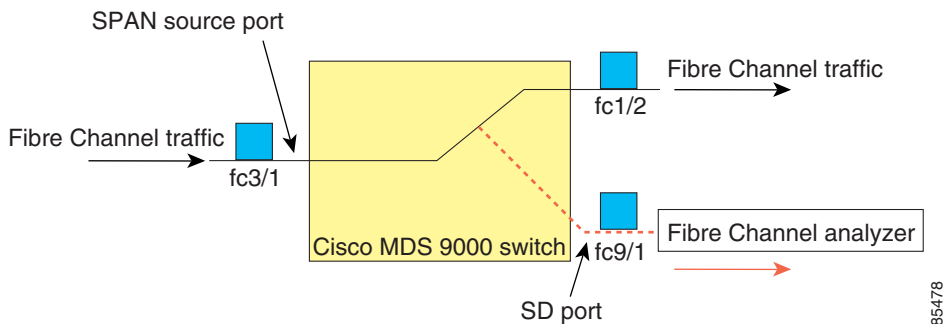 SPAN source port
Fibre Channel traffic
fc1/2
Fibre Channel traffic
fc3/1
Cisco MDS 9000 switch
fc9/1
Fibre Channel analyzer
SD port
85478